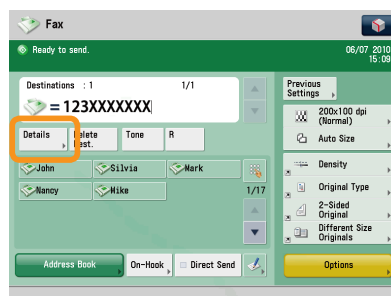 Fax
Ready to send.
06/07 2010
15:09
Destinations : 1
1/1
= 123XXXXXXX
Previous
Settings
200x100 dpi
(Normal)
Auto Size
Details
Delete
Dest.
Tone
R
John
Silvia
Mark
Density
Nancy
Mike
1/17
Original Type
2-Sided
Original
Different Size
Originals
Address Book
On-Hook
Direct Send
Options